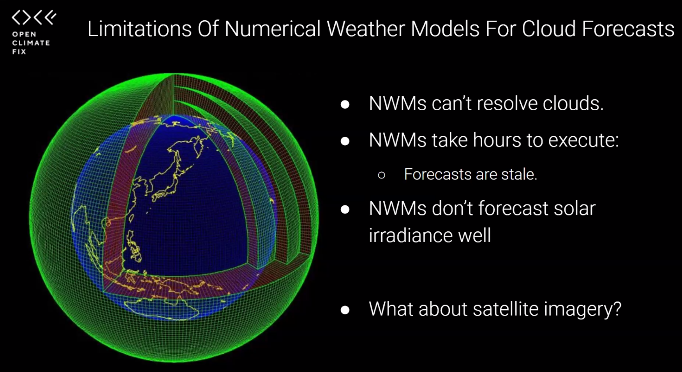 OPEN
CLIMATE
FIX
Limitations Of Numerical Weather Models For Cloud Forecasts
● NWMs can’t resolve clouds.
● NWMs take hours to execute:
○ Forecasts are stale.
● NWMs don’t forecast solar
irradiance well
● What about satellite imagery?